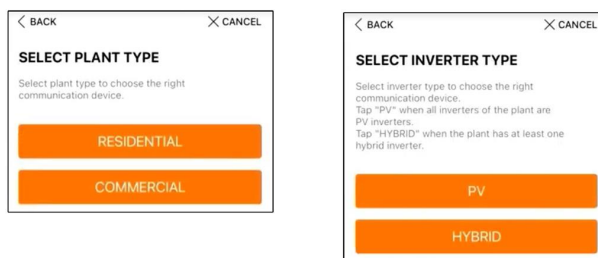 BACK
CANCEL
SELECT PLANT TYPE
Select plant type to choose the right
communication device.
RESIDENTIAL
COMMERCIAL
BACK
CANCEL
SELECT INVERTER TYPE
Select inverter type to choose the right
communication device.
Tap "PV" when all inverters of the plant are
PV inverters.
Tap "HYBRID" when the plant has at least one
hybrid inverter.
PV
HYBRID